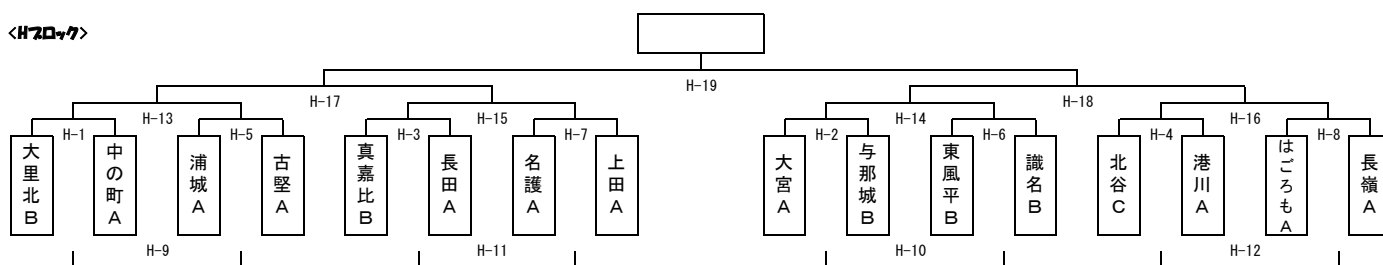 <Hブロック>
H-19
H-17
H-18
H-13
H-15
H-14
H-16
H-1
H-5
H-3
H-7
H-2
H-6
H-4
H-8
大里北B
中の町A
浦城A
古堅A
真嘉比B
長田A
名護A
上田A
大宮A
与那城B
東風平B
識名B
北谷C
港川A
はごろもA
長嶺A
H-9
H-11
H-10
H-12